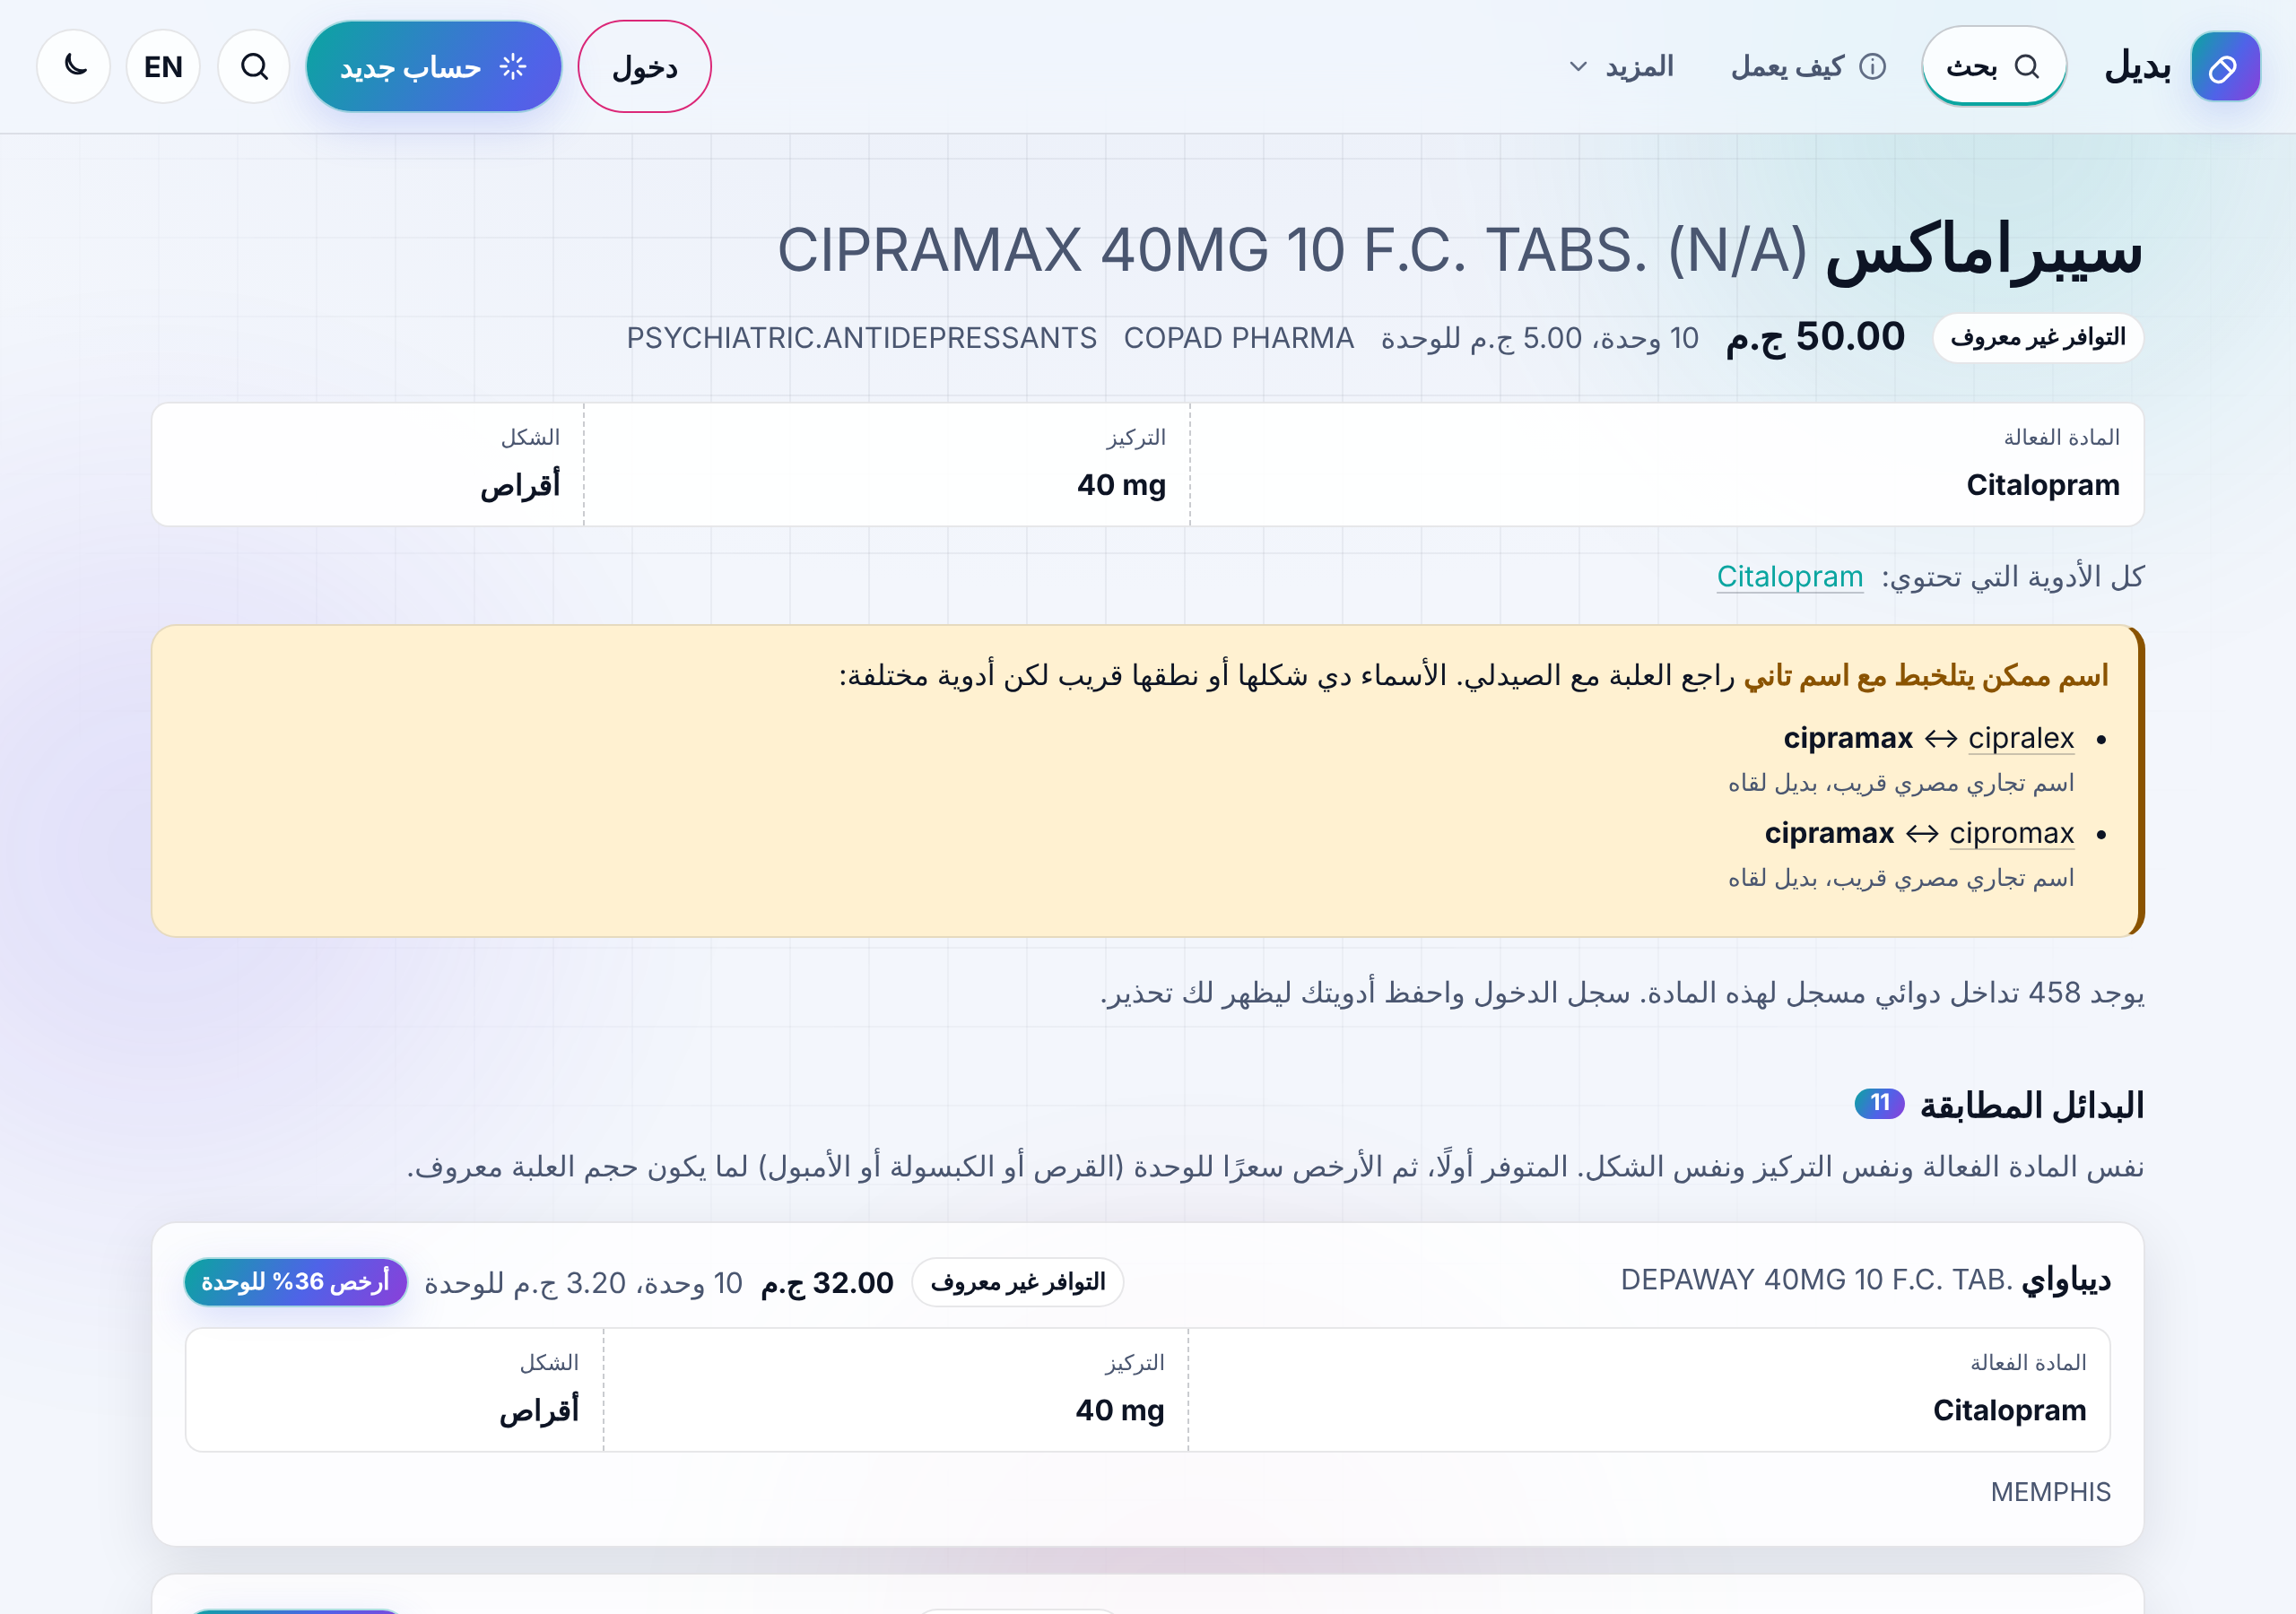 بديل
بحث
كيف يعمل
المزيد
دخول
حساب جديد
EN
سيبراماكس CIPRAMAX 40MG 10 F.C. TABS. (N/A)
التوافر غير معروف 50.00 ج.م 10 وحدة، 5.00 ج.م للوحدة COPAD PHARMA PSYCHIATRIC.ANTIDEPRESSANTS
المادة الفعالة
Citalopram
التركيز
40 mg
الشكل
أقراص
كل الأدوية التي تحتوي: Citalopram
اسم ممكن يتلخبط مع اسم تاني راجع العلبة مع الصيدلي. الأسماء دي شكلها أو نطقها قريب لكن أدوية مختلفة:
• cipralex ↔ cipramax
اسم تجاري مصري قريب، بديل لقاه
• cipromax ↔ cipramax
اسم تجاري مصري قريب، بديل لقاه
يوجد 458 تداخل دوائي مسجل لهذه المادة. سجل الدخول واحفظ أدويتك ليظهر لك تحذير.
البدائل المطابقة 11
نفس المادة الفعالة ونفس التركيز ونفس الشكل. المتوفر أولًا، ثم الأرخص سعرًا للوحدة (القرص أو الكبسولة أو الأمبول) لما يكون حجم العلبة معروف.
ديباواي DEPAWAY 40MG 10 F.C. TAB.
التوافر غير معروف 32.00 ج.م 10 وحدة، 3.20 ج.م للوحدة أرخص 36% للوحدة
المادة الفعالة
Citalopram
التركيز
40 mg
الشكل
أقراص
MEMPHIS